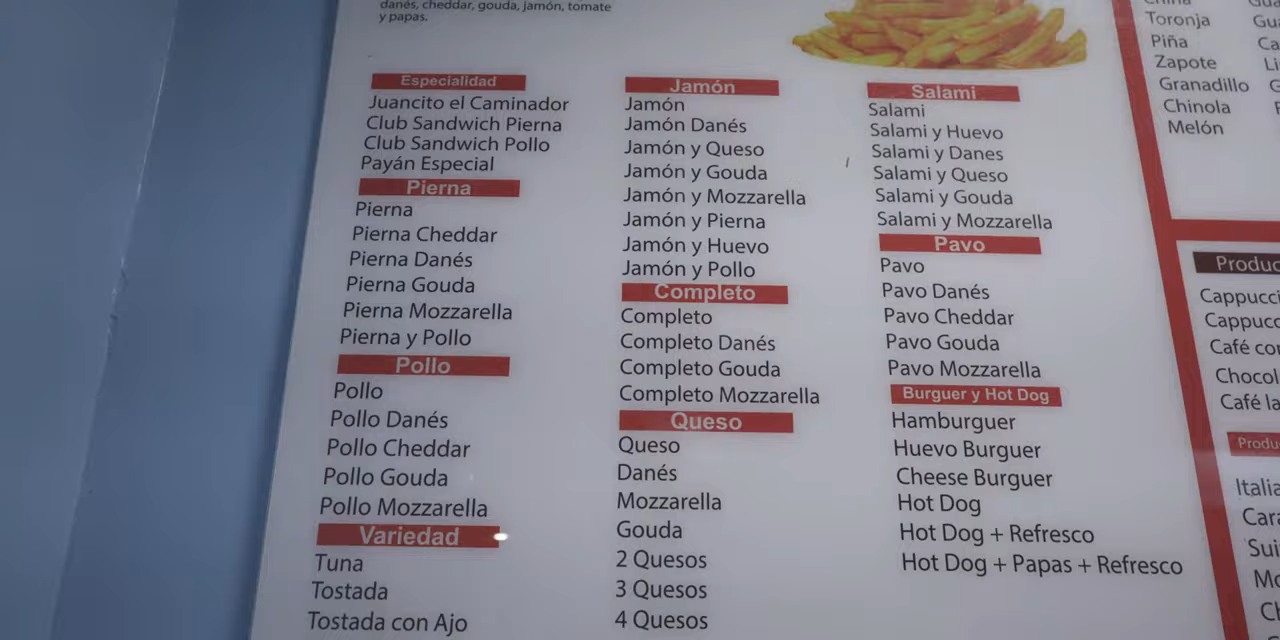 danés, cheddar, gouda, jamón, tomate
y papas.
Especialidad
Juancito el Caminador
Club Sandwich Pierna
Club Sandwich Pollo
Payán Especial
Pierna
Pierna
Pierna Cheddar
Pierna Danés
Pierna Gouda
Pierna Mozzarella
Pierna y Pollo
Pollo
Pollo
Pollo Danés
Pollo Cheddar
Pollo Gouda
Pollo Mozzarella
Variedad
Tuna
Tostada
Tostada con Ajo
Jamón
Jamón
Jamón Danés
Jamón y Queso
Jamón y Gouda
Jamón y Mozzarella
Jamón y Pierna
Jamón y Huevo
Jamón y Pollo
Completo
Completo
Completo Danés
Completo Gouda
Completo Mozzarella
Queso
Queso
Danés
Mozzarella
Gouda
2 Quesos
3 Quesos
4 Quesos
Salami
Salami
Salami y Huevo
Salami y Danes
Salami y Queso
Salami y Gouda
Salami y Mozzarella
Pavo
Pavo
Pavo Danés
Pavo Cheddar
Pavo Gouda
Pavo Mozzarella
Burguer y Hot Dog
Hamburguer
Huevo Burguer
Cheese Burguer
Hot Dog
Hot Dog + Refresco
Hot Dog + Papas + Refresco
Toronja
Piña
Zapote
Granadillo
Chinola
Melón
Café
Café